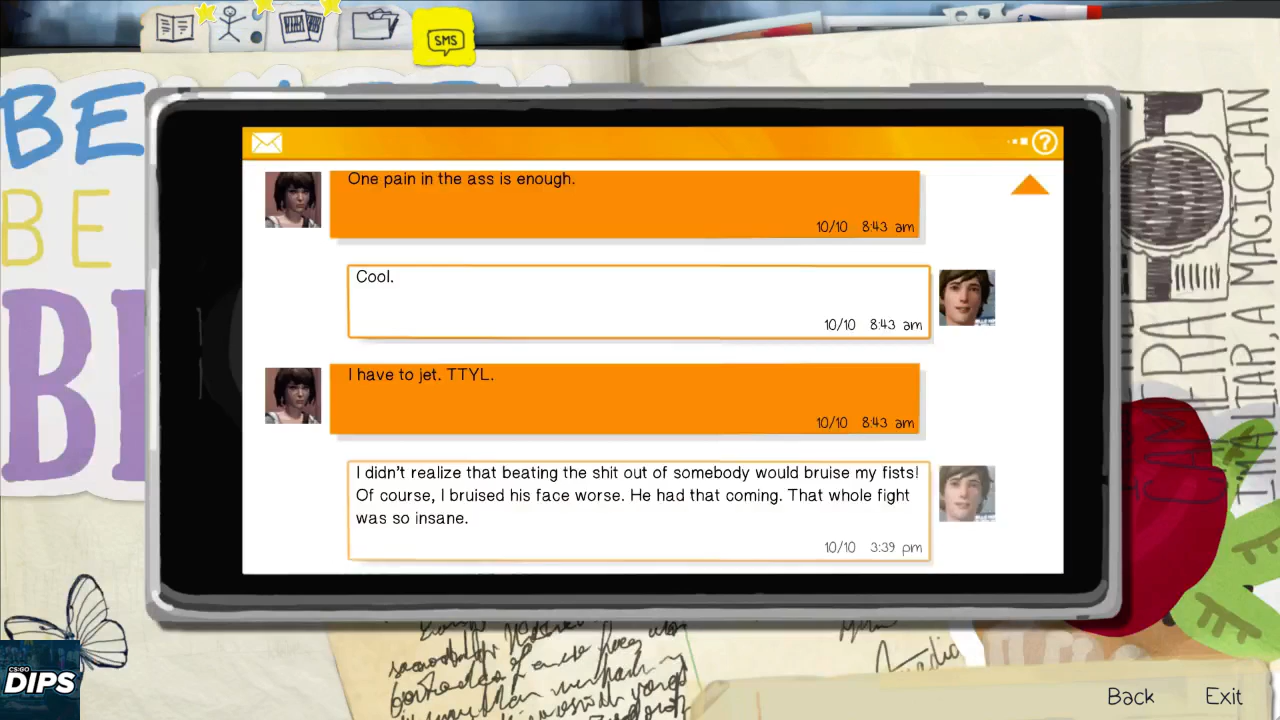 SMS
BE
BE
One pain in the ass is enough.
10/10 8:43 am
Cool.
10/10 8:43 am
I have to jet. TTYL.
10/10 8:43 am
I didn't realize that beating the shit out of somebody would bruise my fists!
Of course, I bruised his face worse. He had that coming. That whole fight
was so insane.
10/10 3:39 pm
CAMERA
LIAR, A MAGICIAN
CS:GO
DIPS
Back Exit